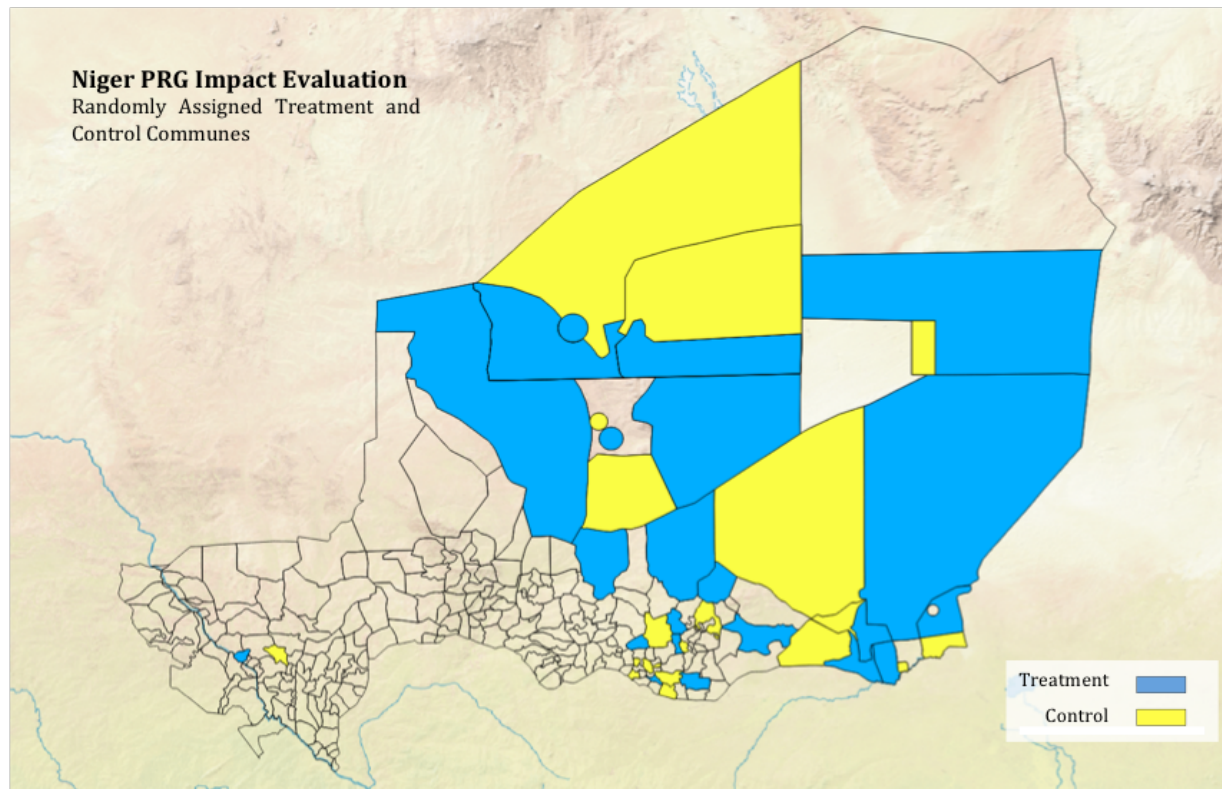 Niger PRG Impact Evaluation
Randomly Assigned Treatment and
Control Communes
Treatment
Control